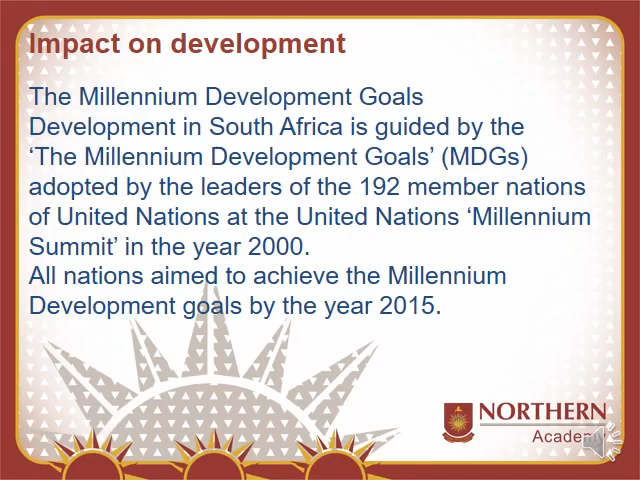 Impact on development
The Millennium Development Goals
Development in South Africa is guided by the
‘The Millennium Development Goals’ (MDGs)
adopted by the leaders of the 192 member nations
of United Nations at the United Nations ‘Millennium
Summit’ in the year 2000.
All nations aimed to achieve the Millennium
Development goals by the year 2015.
NORTHERN
Academy